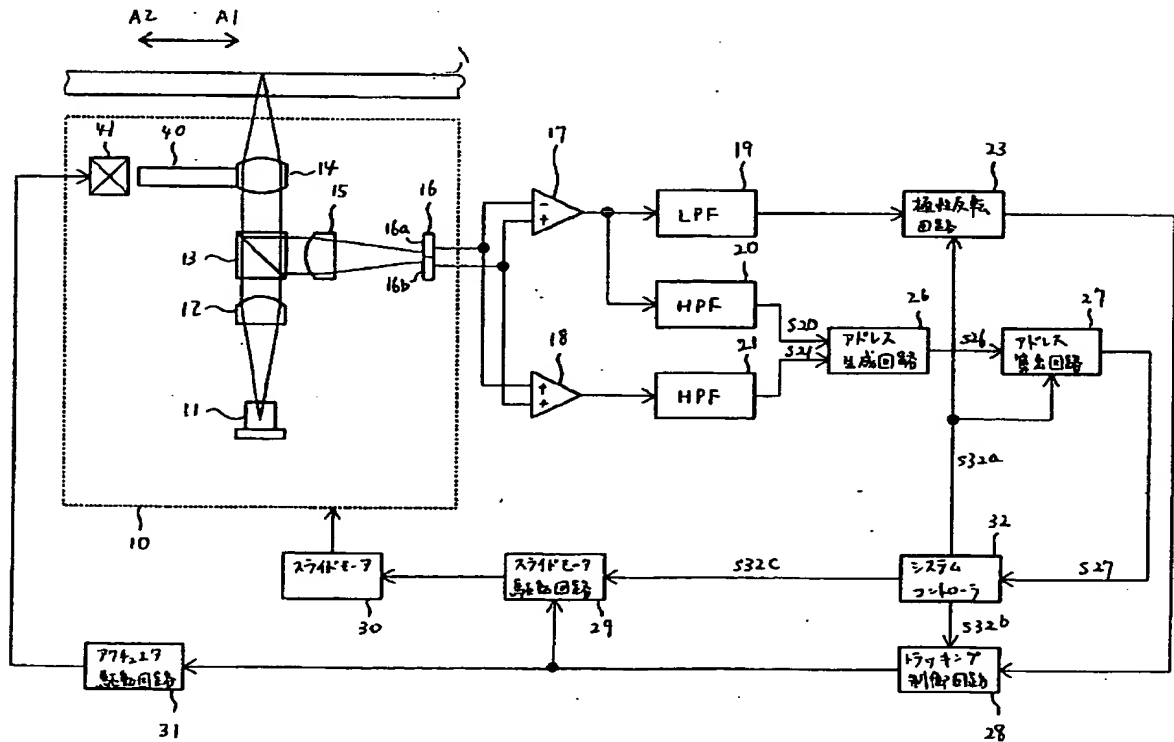 A2 A1
1
41
40
14
15
16
16a
16b
13
12
11
10
17
-
+
18
+
+
19
LPF
20
HPF
21
HPF
S20
S21
23
極性反転
回路
26
アドレス
生成回路
S26
27
アドレス
算出回路
S32a
32
システム
コントローラ
S27
S32b
S32C
スライドモータ
30
スライドモータ
駆動回路
29
アクチュエタ
駆動回路
31
トラッキング
制御回路
28